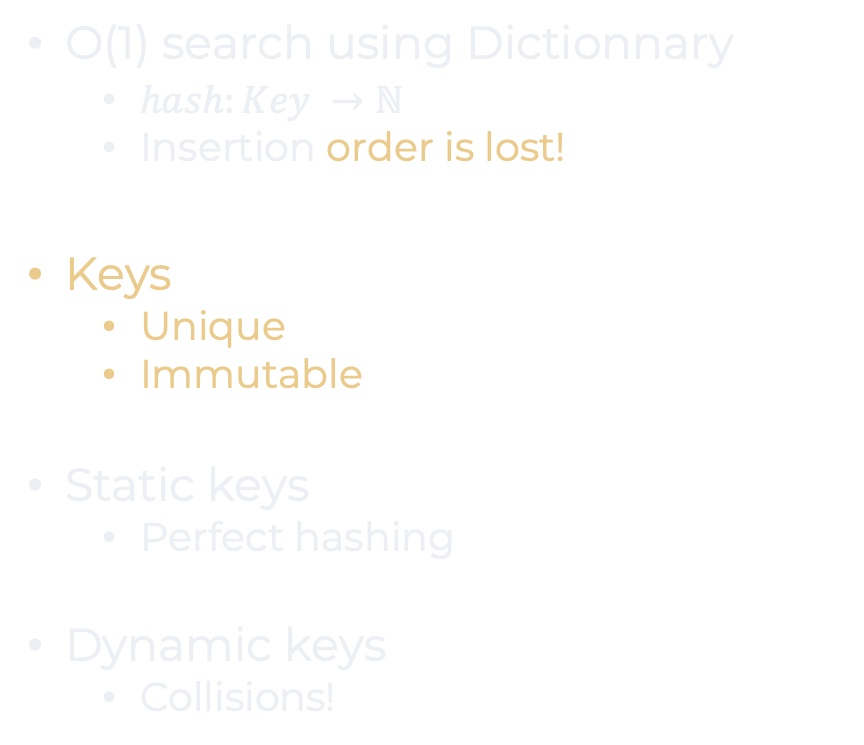 • O(1) search using Dictionnary
• hash: Key → ℕ
• Insertion order is lost!
• Keys
• Unique
• Immutable
• Static keys
• Perfect hashing
• Dynamic keys
• Collisions!